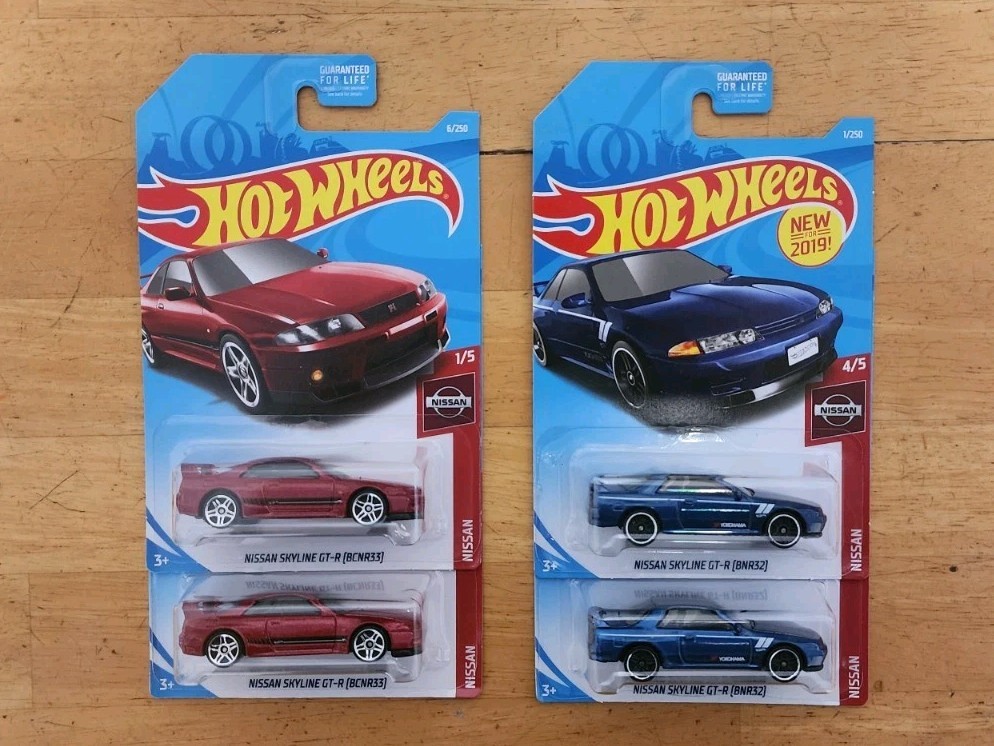 GUARANTEED
FOR LIFE
6/250
HOT WHEELS
1/5
NISSAN
NISSAN
3+
NISSAN SKYLINE GT-R (BCNR33)
NISSAN
3+
NISSAN SKYLINE GT-R (BCNR33)
GUARANTEED
FOR LIFE
1/250
HOT WHEELS
NEW
FOR
2019!
4/5
NISSAN
YOKOHAMA
NISSAN
3+
NISSAN SKYLINE GT-R (BNR32)
YOKOHAMA
NISSAN
3+
NISSAN SKYLINE GT-R (BNR32)